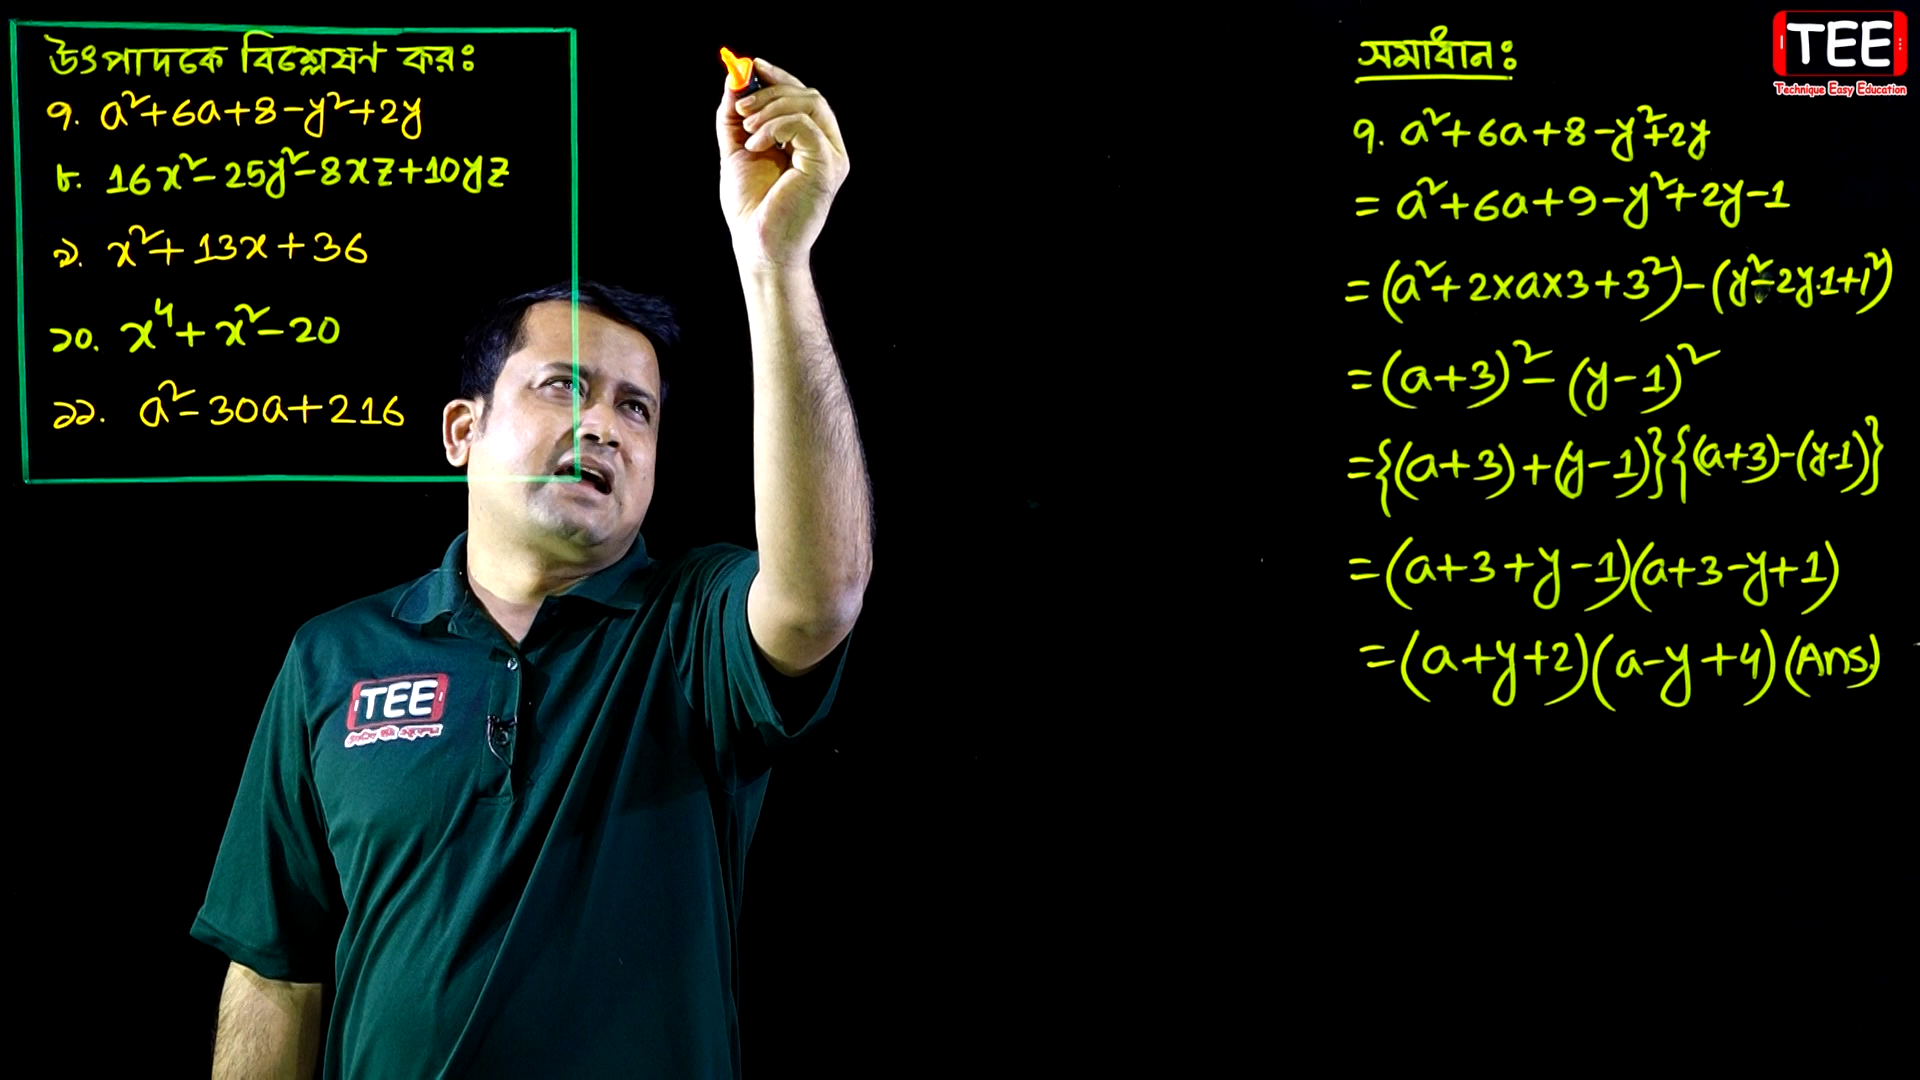 উৎপাদকে বিশ্লেষন কর:
৭. a²+6a+8-y²+2y
৮. 16x²-25y²-8xz+10yz
৯. x²+13x+36
১০. x⁴+x²-20
১১. a²-30a+216
TEE
সমাধান:
৭. a²+6a+8-y²+2y
= a²+6a+9-y²+2y-1
= (a²+2xax3+3²)-(y²-2y.1+1²)
= (a+3)²-(y-1)²
= {(a+3)+(y-1)}{(a+3)-(y-1)}
= (a+3+y-1)(a+3-y+1)
= (a+y+2)(a-y+4) (Ans.)
TEE
Technique Easy Education